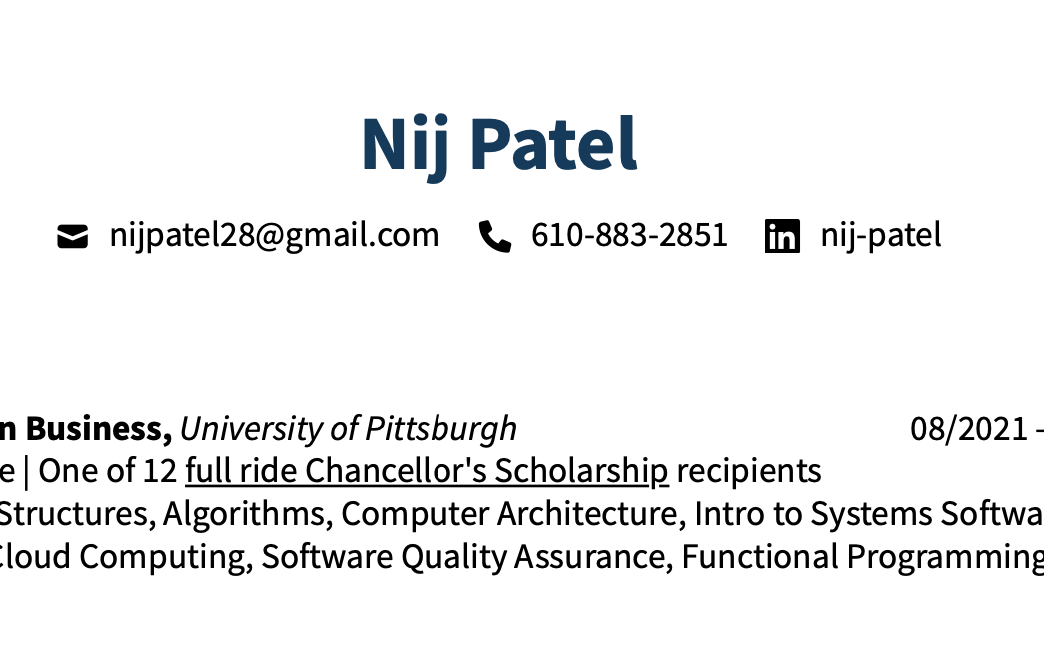 Nij Patel
nijpatel28@gmail.com 610-883-2851 in nij-patel
n Business, University of Pittsburgh 08/2021 -
e | One of 12 full ride Chancellor's Scholarship recipients
Structures, Algorithms, Computer Architecture, Intro to Systems Softwa
Cloud Computing, Software Quality Assurance, Functional Programming